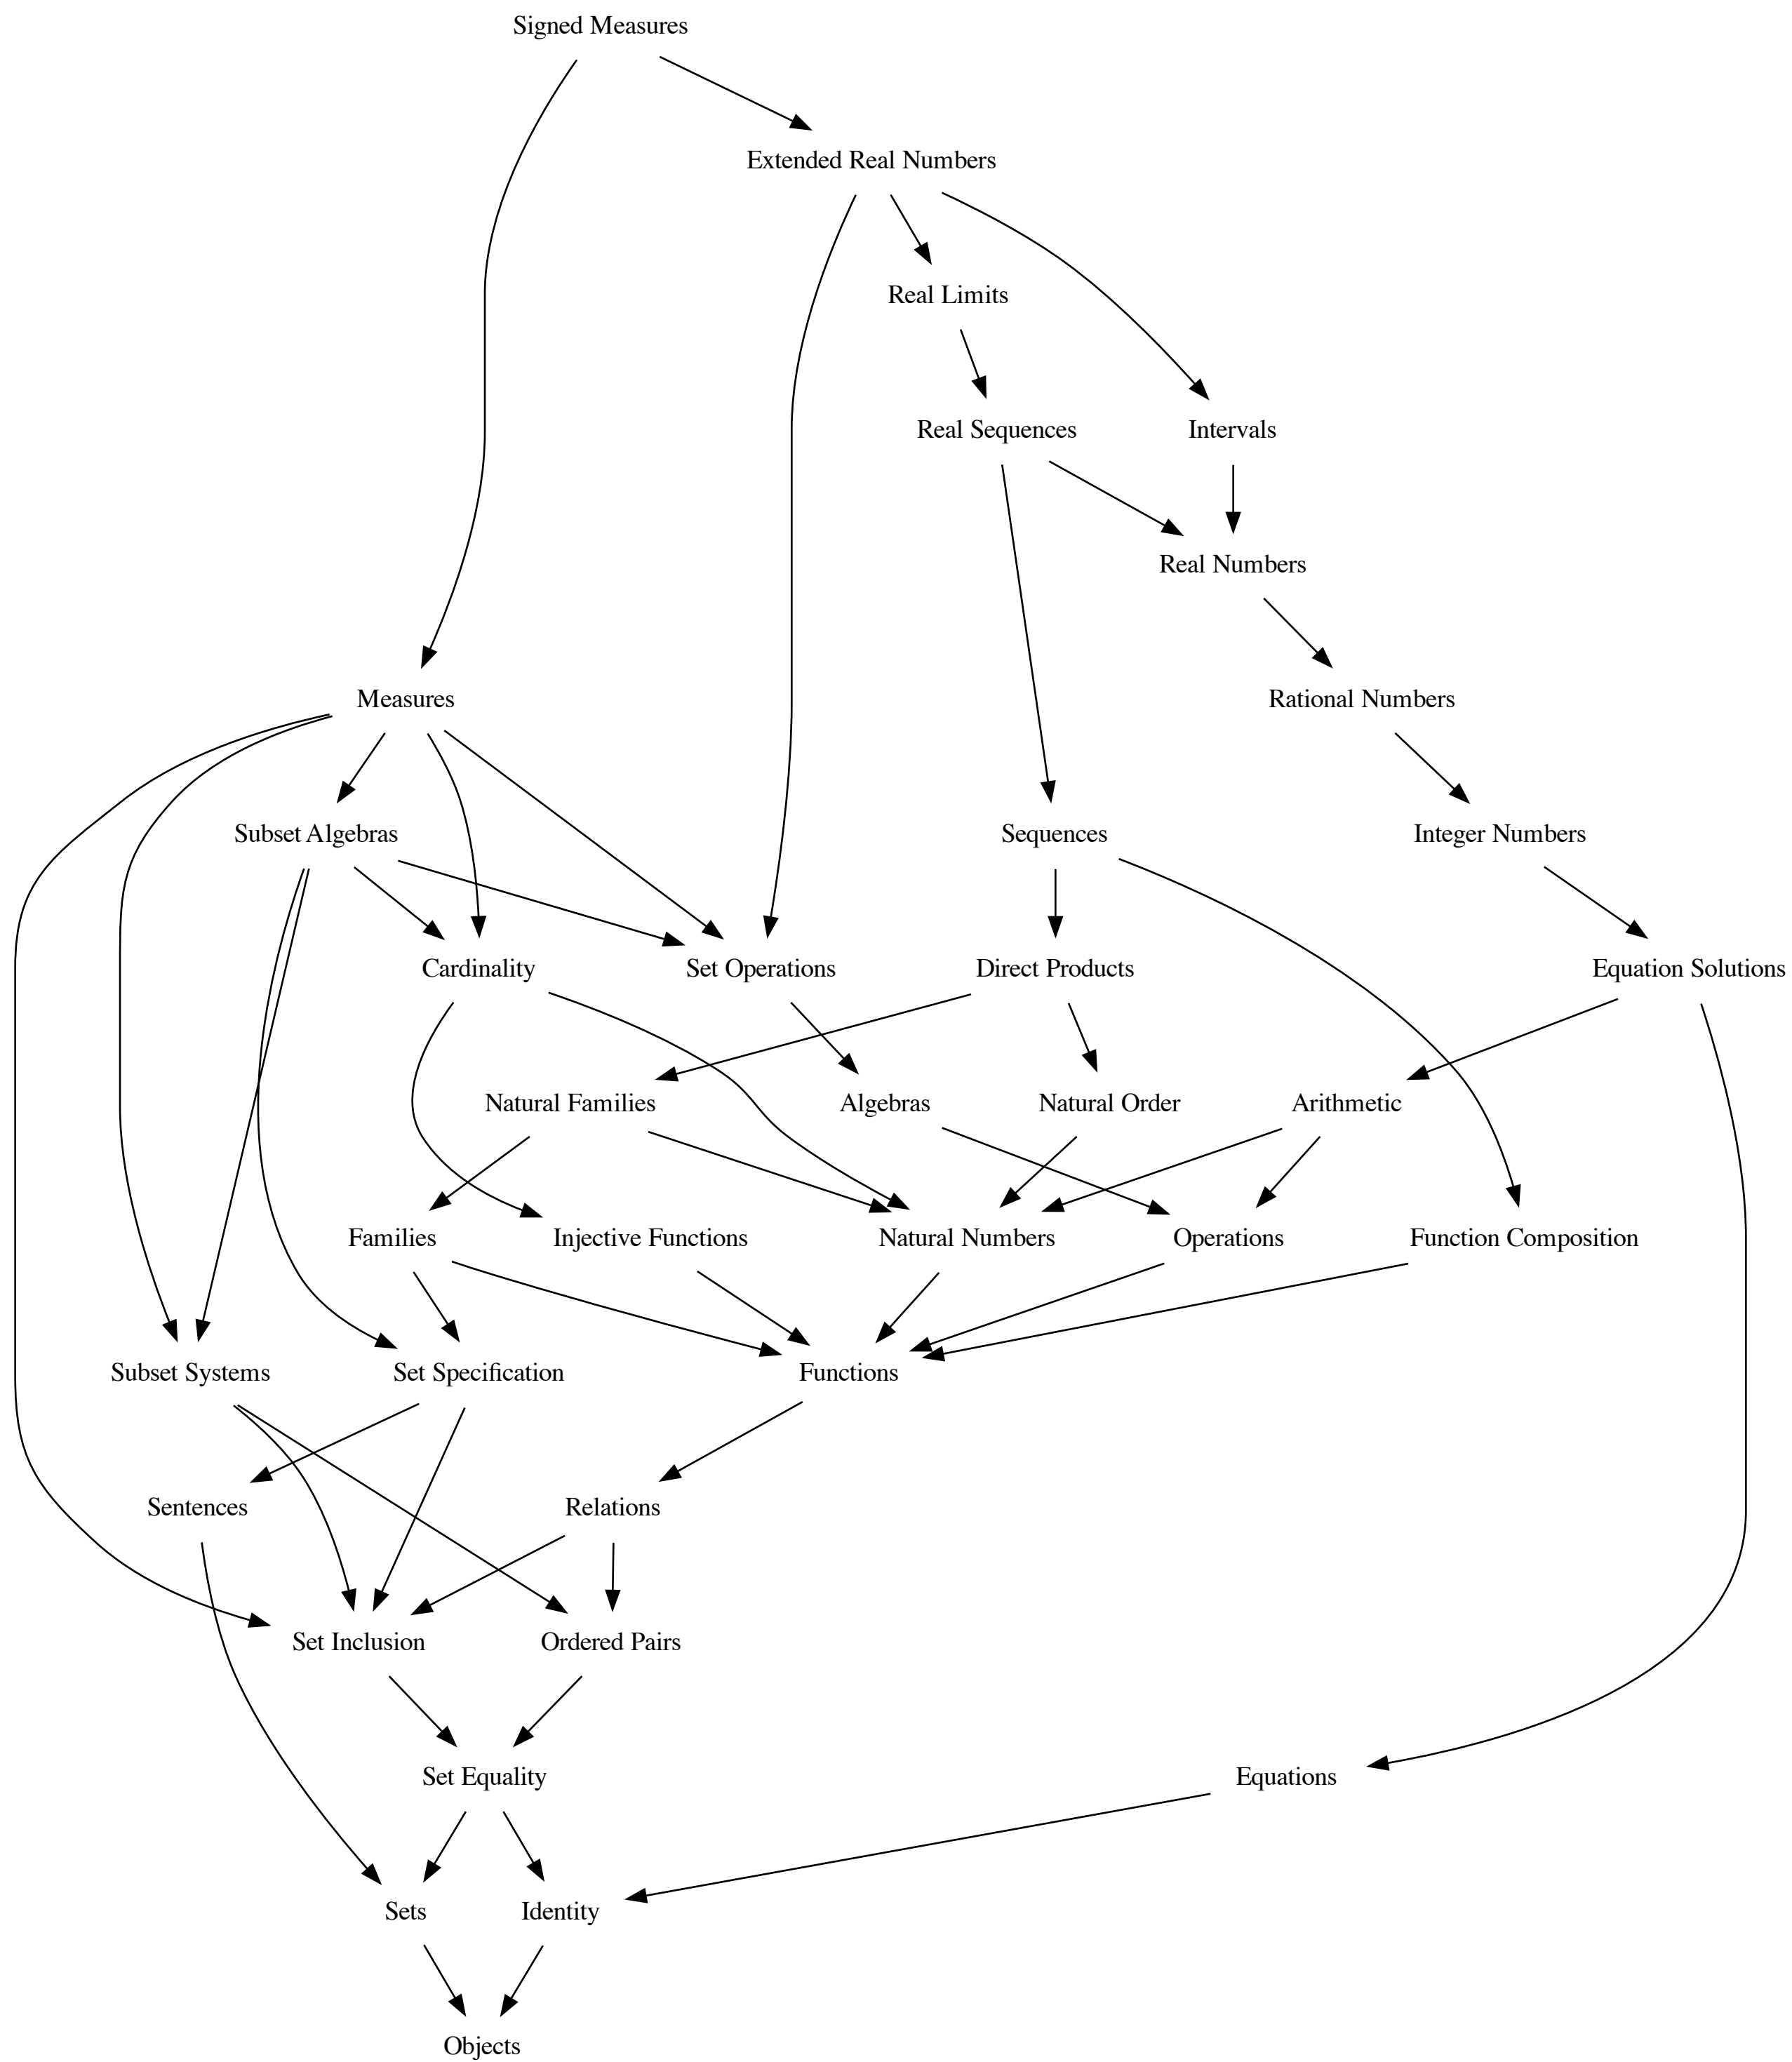 Signed Measures
Extended Real Numbers
Real Limits
Real Sequences
Intervals
Real Numbers
Measures
Rational Numbers
Subset Algebras
Sequences
Integer Numbers
Cardinality
Set Operations
Direct Products
Equation Solutions
Natural Families
Algebras
Natural Order
Arithmetic
Families
Injective Functions
Natural Numbers
Operations
Function Composition
Subset Systems
Set Specification
Functions
Sentences
Relations
Set Inclusion
Ordered Pairs
Set Equality
Equations
Sets
Identity
Objects